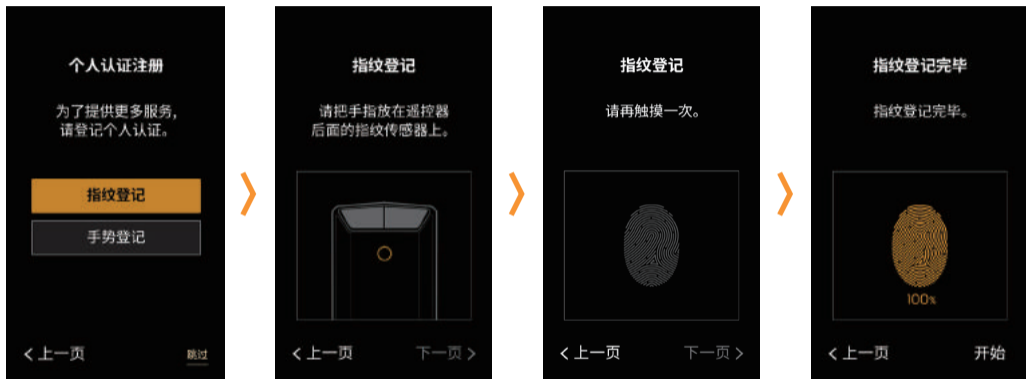 个人认证注册
为了提供更多服务,
请登记个人认证。
指纹登记
手势登记
<上一页
跳过
指纹登记
请把手指放在遥控器
后面的指纹传感器上。
<上一页
下一页>
指纹登记
请再触摸一次。
<上一页
下一页>
指纹登记完毕
指纹登记完毕。
100%
<上一页
开始